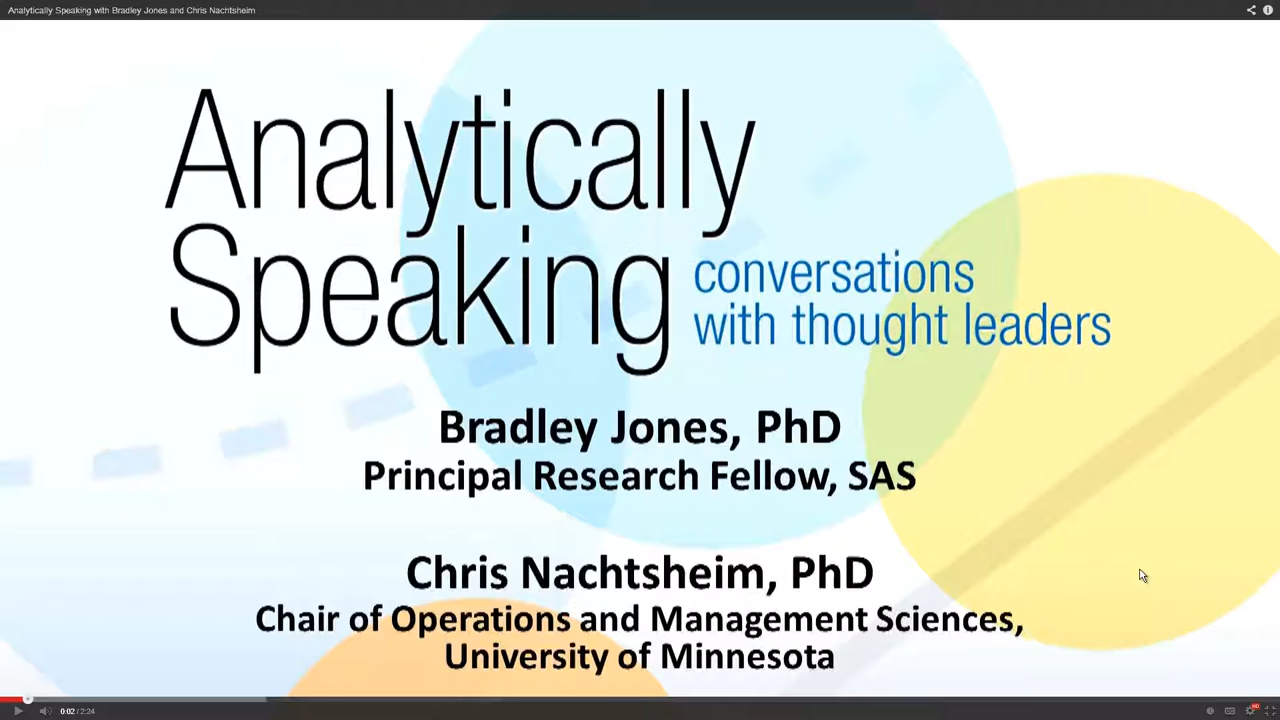 Analytically Speaking with Bradley Jones and Chris Nachtsheim
Analytically
Speaking
conversations
with thought leaders
Bradley Jones, PhD
Principal Research Fellow, SAS
Chris Nachtsheim, PhD
Chair of Operations and Management Sciences,
University of Minnesota
0:02 / 2:24
HD